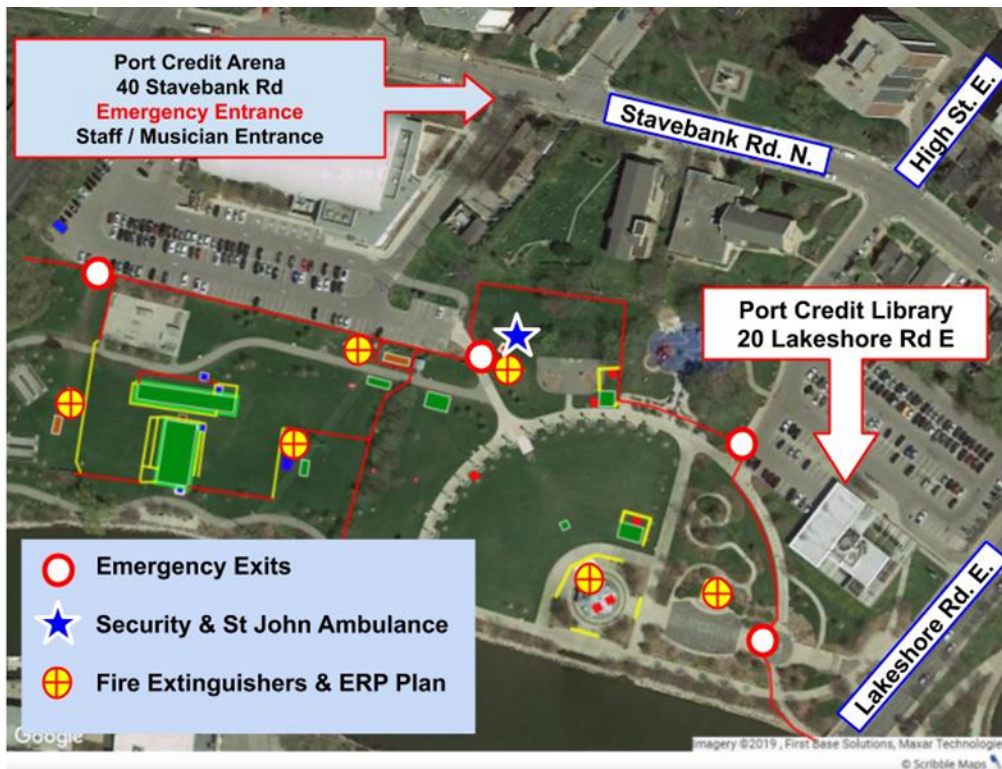 Port Credit Arena
40 Stavebank Rd
Emergency Entrance
Staff / Musician Entrance
Stavebank Rd. N.
High St. E.
Port Credit Library
20 Lakeshore Rd E
Emergency Exits
Security & St John Ambulance
Fire Extinguishers & ERP Plan
Lakeshore Rd. E.
Google
Imagery ©2019 , First Base Solutions, Maxar Technologie
© Scribble Maps